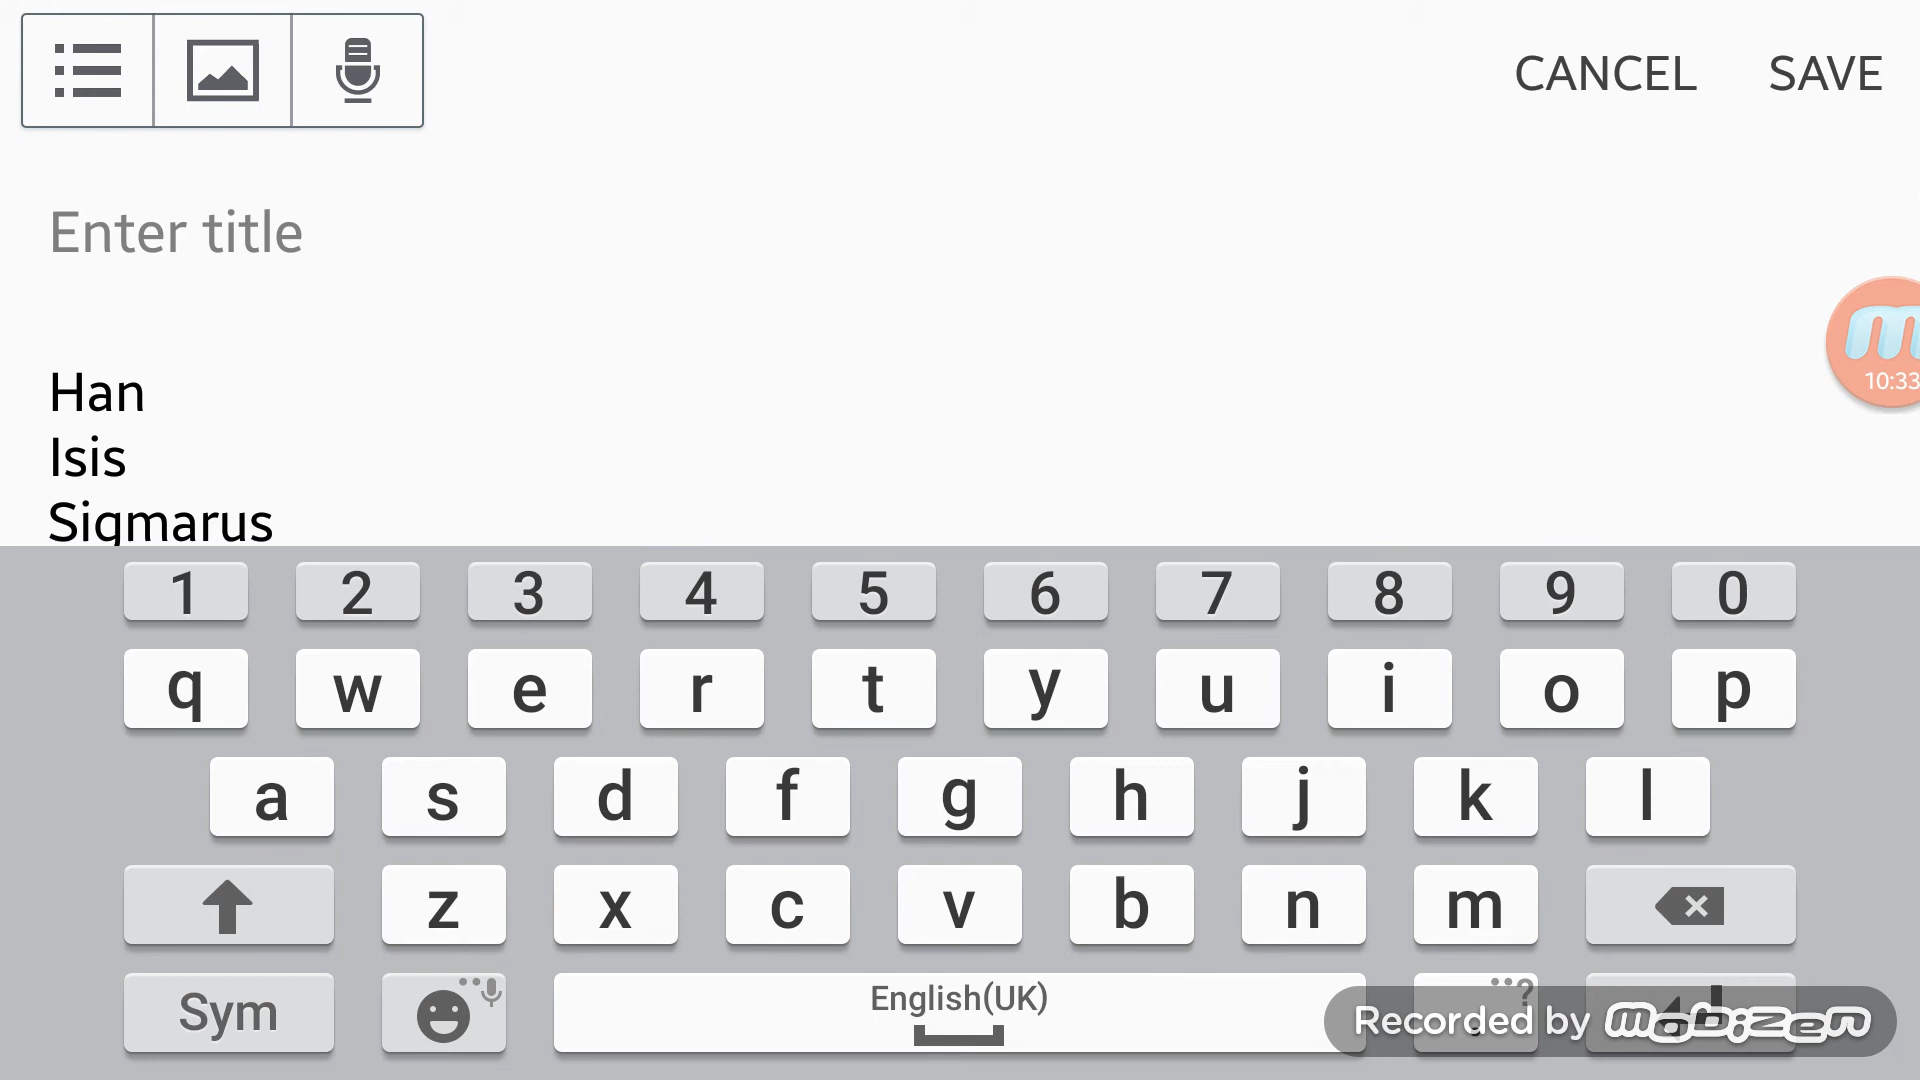 CANCEL SAVE
Enter title
10:33
Han
Isis
Sigmarus
1 2 3 4 5 6 7 8 9 0
q w e r t y u i o p
a s d f g h j k l
z x c v b n m
Sym English(UK) . ?
Recorded by mobizen